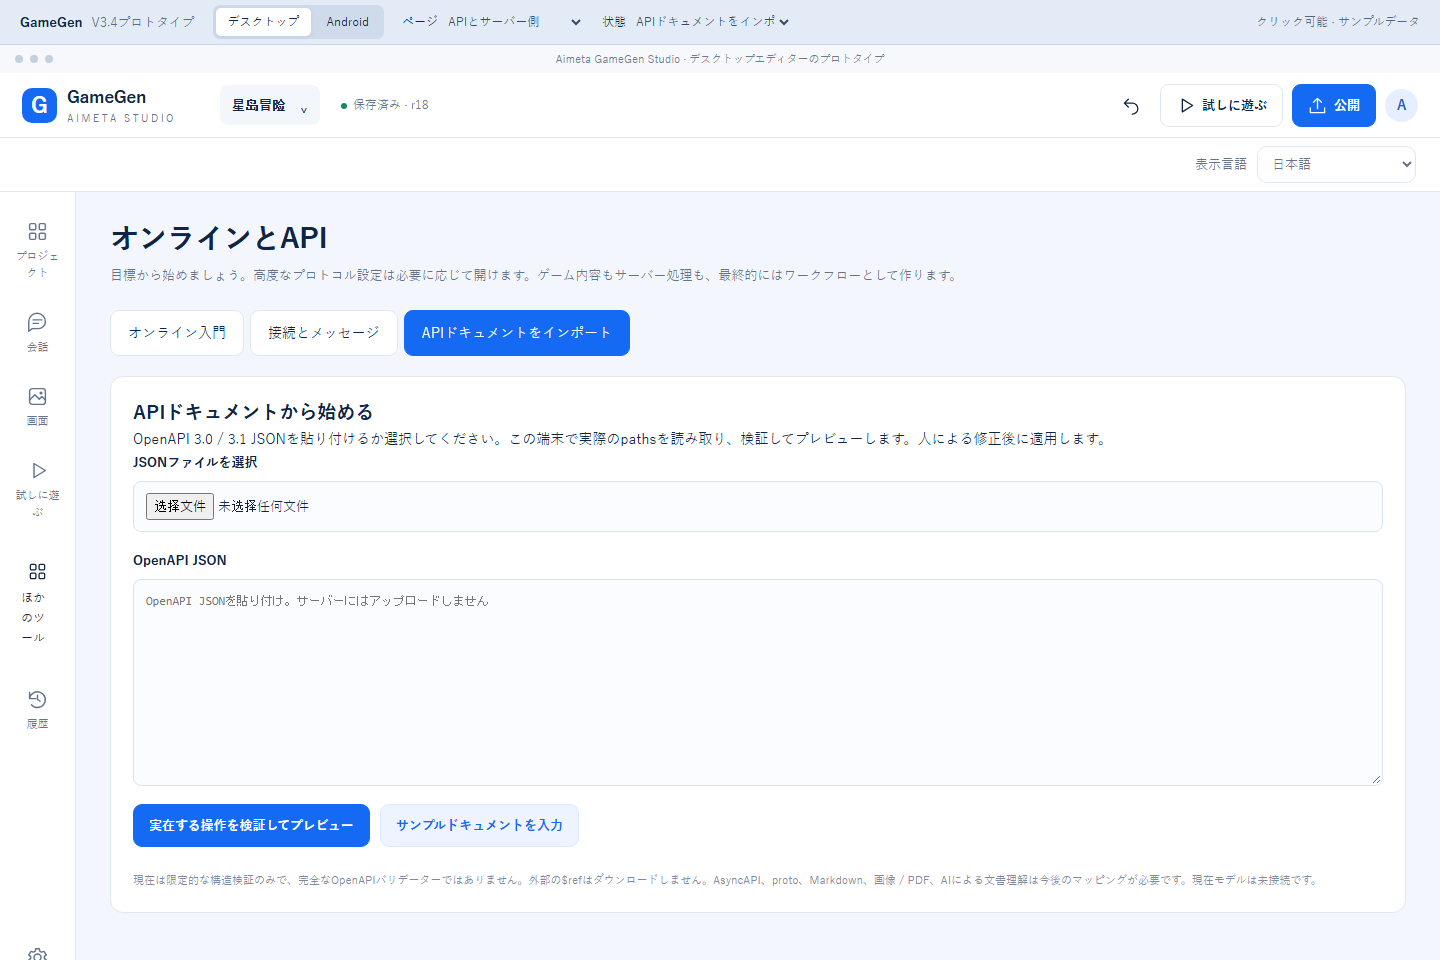 GameGen V3.4プロトタイプ デスクトップ Android ページ APIとサーバー側 状態 APIドキュメントをインポ クリック可能 · サンプルデータ
Aimeta GameGen Studio · デスクトップエディターのプロトタイプ
G GameGen
AIMETA STUDIO
星岛冒险
保存済み · r18
試しに遊ぶ
公開
A
表示言語 日本語
プロジェ
クト
会話
画面
試しに遊
ぶ
ほか
のツ
ール
履歴
オンラインとAPI
目標から始めましょう。高度なプロトコル設定は必要に応じて開けます。ゲーム内容もサーバー処理も、最終的にはワークフローとして作ります。
オンライン入門 接続とメッセージ APIドキュメントをインポート
APIドキュメントから始める
OpenAPI 3.0 / 3.1 JSONを貼り付けるか選択してください。この端末で実際のpathsを読み取り、検証してプレビューします。人による修正後に適用します。
JSONファイルを選択
选择文件 未选择任何文件
OpenAPI JSON
OpenAPI JSONを貼り付け。サーバーにはアップロードしません
実在する操作を検証してプレビュー サンプルドキュメントを入力
現在は限定的な構造検証のみで、完全なOpenAPIバリデーターではありません。外部の$refはダウンロードしません。AsyncAPI、proto、Markdown、画像 / PDF、AIによる文書理解は今後のマッピングが必要です。現在モデルは未接続です。